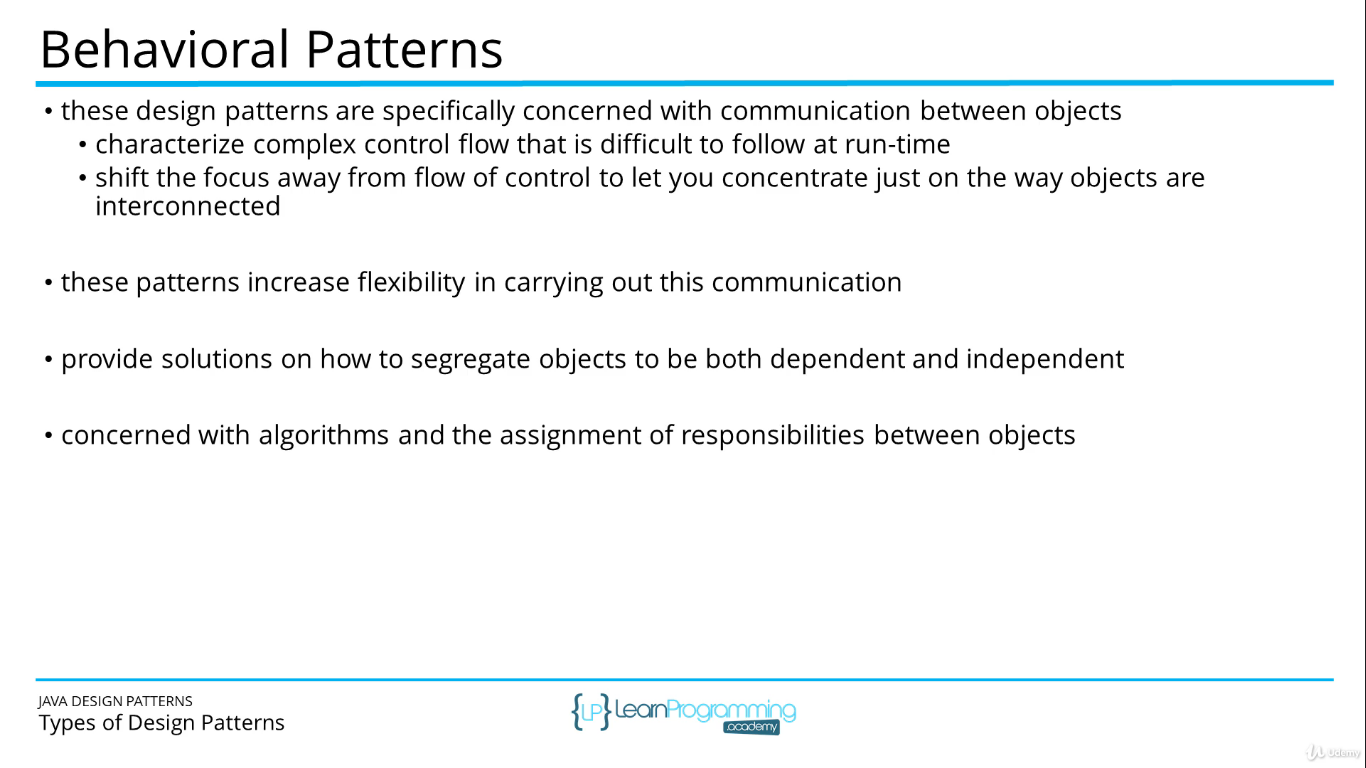 Behavioral Patterns
• these design patterns are specifically concerned with communication between objects
• characterize complex control flow that is difficult to follow at run-time
• shift the focus away from flow of control to let you concentrate just on the way objects are
interconnected
• these patterns increase flexibility in carrying out this communication
• provide solutions on how to segregate objects to be both dependent and independent
• concerned with algorithms and the assignment of responsibilities between objects
JAVA DESIGN PATTERNS
Types of Design Patterns
{LP} LearnProgramming
.academy
Udemy